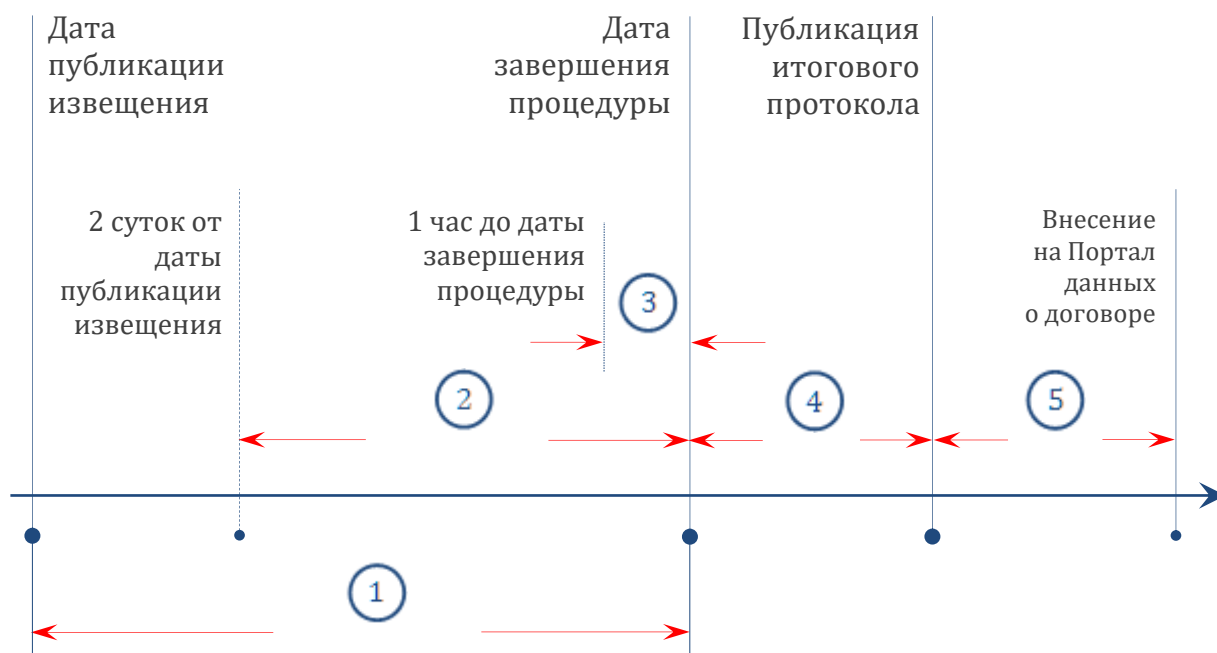 Дата
публикации
извещения
Дата
завершения
процедуры
Публикация
итогового
протокола
2 суток от
даты
публикации
извещения
1 час до даты
завершения
процедуры
Внесение
на Портал
данных
о договоре
3
2
4
5
1